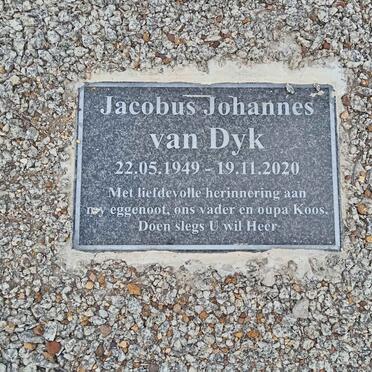 Jacobus Johannes
van Dyk
22.05.1949 – 19.11.2020
Met liefdevolle herinnering aan
my eggenoot, ons vader en oupa Koos.
Doen slegs U wil Heer